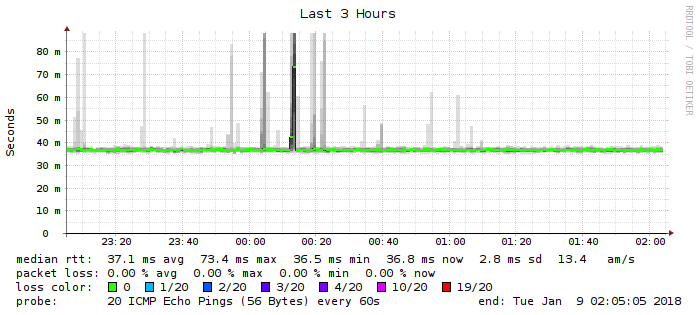 Last 3 Hours
RRDTOOL / TOBI OETIKER
Seconds
80 m
70 m
60 m
50 m
40 m
30 m
20 m
10 m
0
23:20 23:40 00:00 00:20 00:40 01:00 01:20 01:40 02:00
median rtt: 37.1 ms avg 73.4 ms max 36.5 ms min 36.8 ms now 2.8 ms sd 13.4 am/s
packet loss: 0.00 % avg 0.00 % max 0.00 % min 0.00 % now
loss color: 0 1/20 2/20 3/20 4/20 10/20 19/20
probe: 20 ICMP Echo Pings (56 Bytes) every 60s end: Tue Jan 9 02:05:05 2018